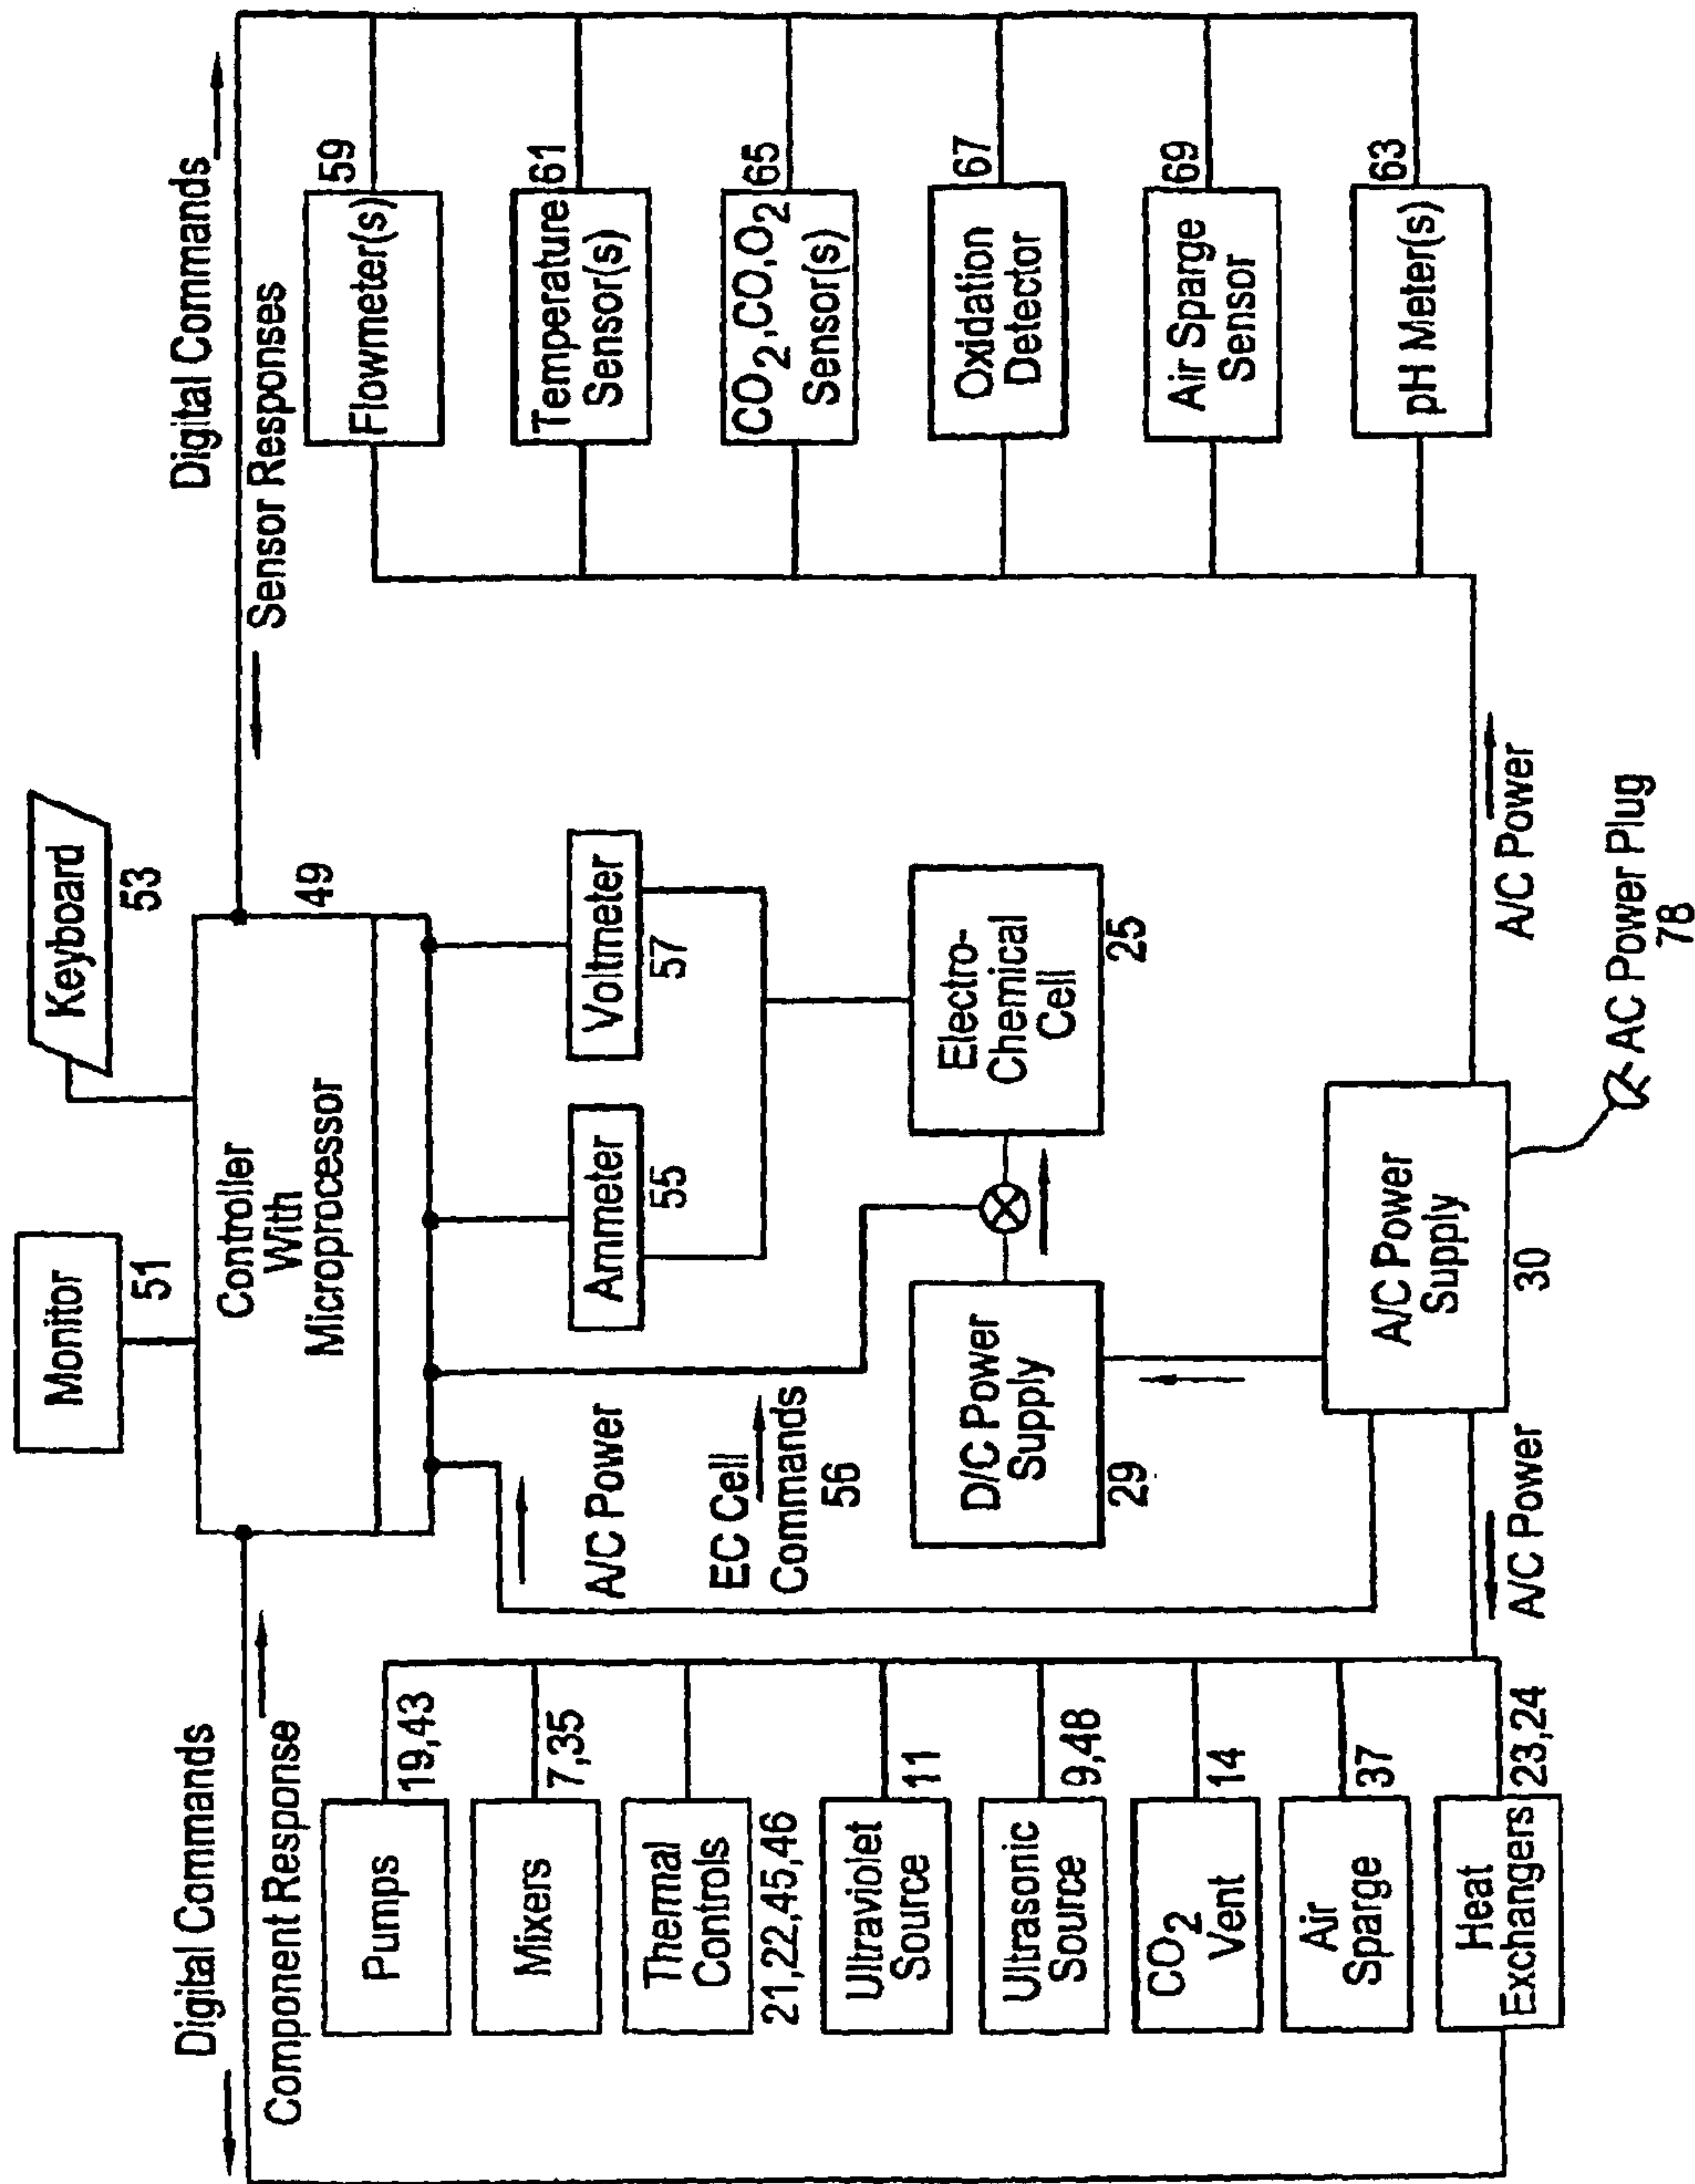 Monitor
51
Keyboard
53
Controller
With
Microprocessor
49
Digital Commands
Component Response
Digital Commands
Sensor Responses
Pumps
19,43
Mixers
7,35
Thermal
Controls
21,22,45,46
Ultraviolet
Source
11
Ultrasonic
Source
9,48
CO2
Vent
14
Air
Sparge
37
Heat
Exchangers
23,24
A/C Power
EC Cell
Commands
56
Ammeter
55
Voltmeter
57
D/C Power
Supply
29
Electro-
Chemical
Cell
25
A/C Power
Supply
30
A/C Power
A/C Power
AC Power Plug
78
Flowmeter(s)
59
Temperature
Sensor(s)
61
CO2,CO,O2
Sensor(s)
65
Oxidation
Detector
67
Air Sparge
Sensor
69
pH Meter(s)
63